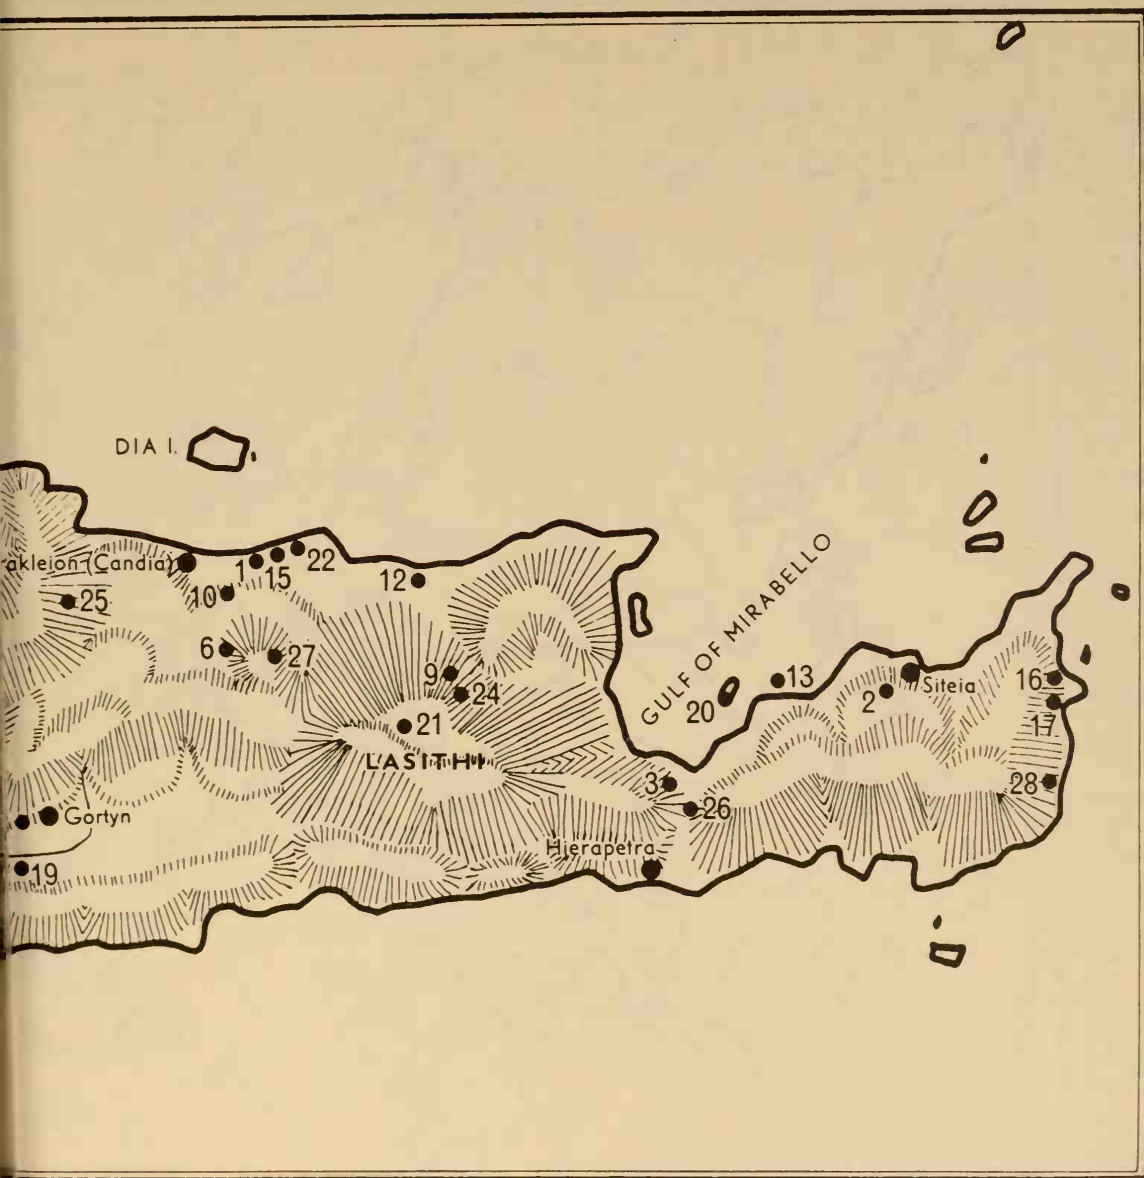 DIA I.
akleion (Candia)
1
15
22
12
10
25
6
27
9
24
21
LASITHI
GULF OF MIRABELLO
20
13
2
Siteia
16
17
3
26
28
Gortyn
19
Hierapetra